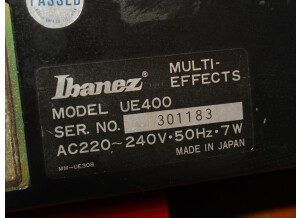 PASSED
Ibanez® MULTI-
EFFECTS
MODEL UE400
SER. NO. 301183
AC220~240V·50Hz·7W
MADE IN JAPAN
MM-UE308